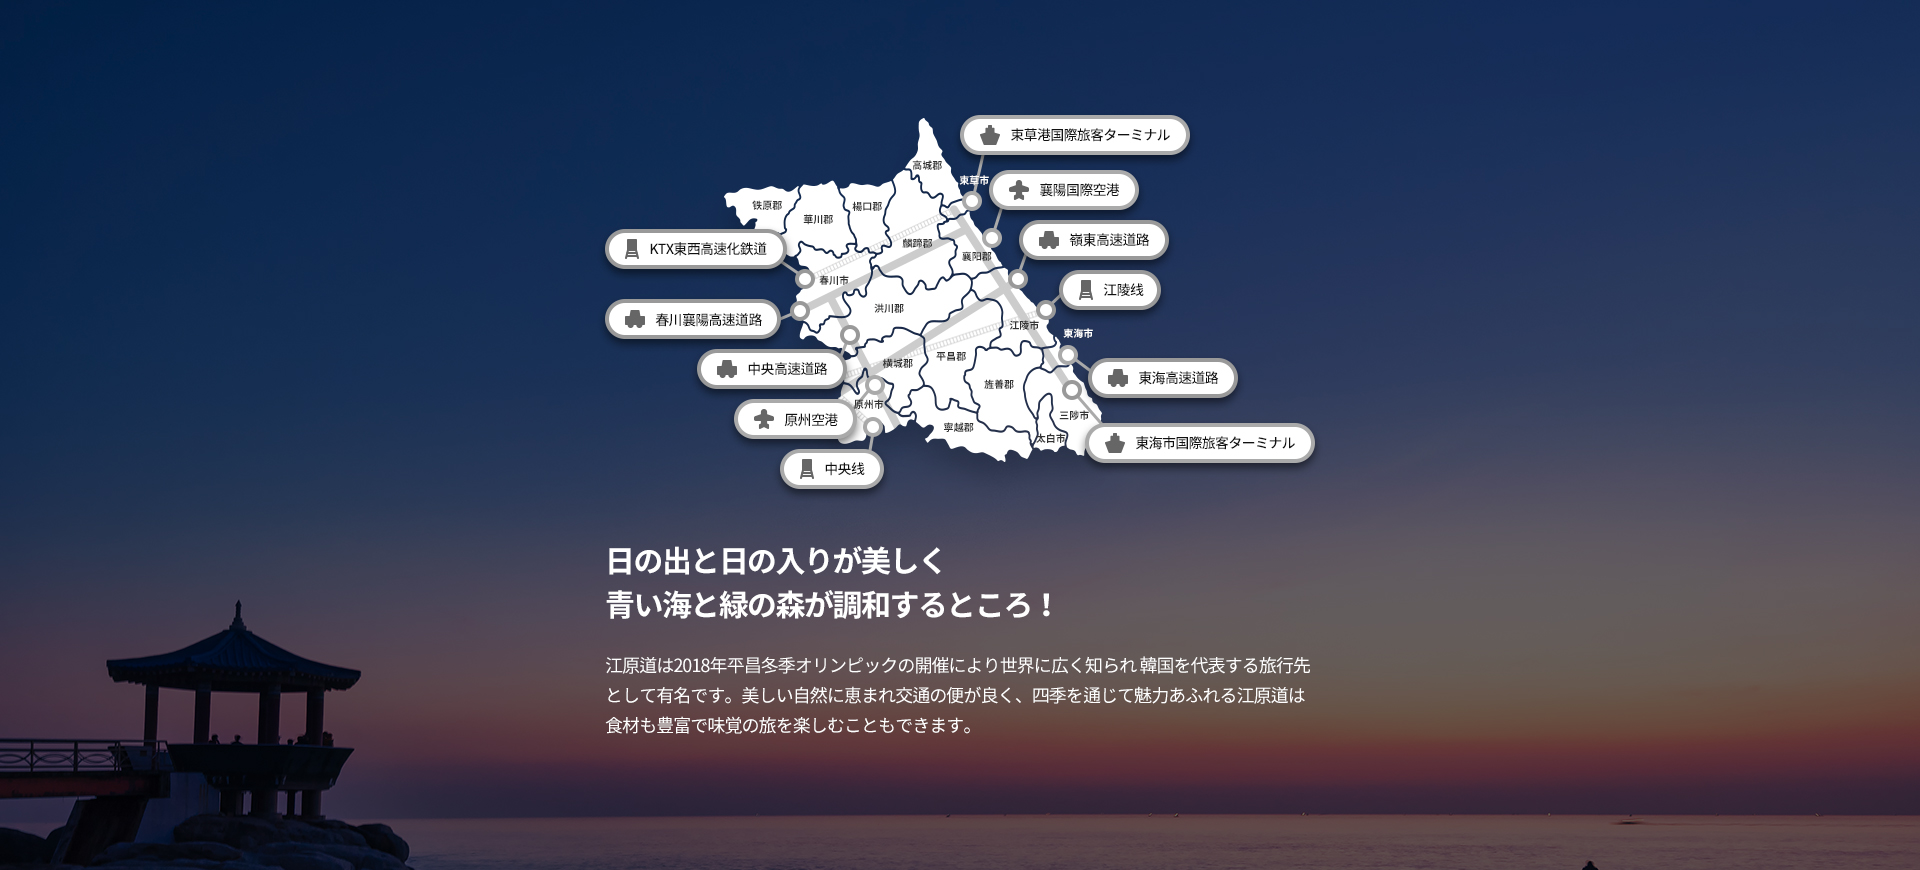 東草港国際旅客ターミナル
高城郡
東草市
襄陽国際空港
铁原郡
華川郡
楊口郡
麟蹄郡
嶺東高速道路
KTX東西高速化鉄道
襄阳郡
春川市
江陵线
洪川郡
春川襄陽高速道路
江陵市
東海市
横城郡
平昌郡
中央高速道路
旌善郡
東海高速道路
原州市
三陟市
原州空港
寧越郡
太白市
東海市国際旅客ターミナル
中央线
日の出と日の入りが美しく
青い海と緑の森が調和するところ！
江原道は2018年平昌冬季オリンピックの開催により世界に広く知られ 韓国を代表する旅行先
として有名です。美しい自然に恵まれ交通の便が良く、四季を通じて魅力あふれる江原道は
食材も豊富で味覚の旅を楽しむこともできます。